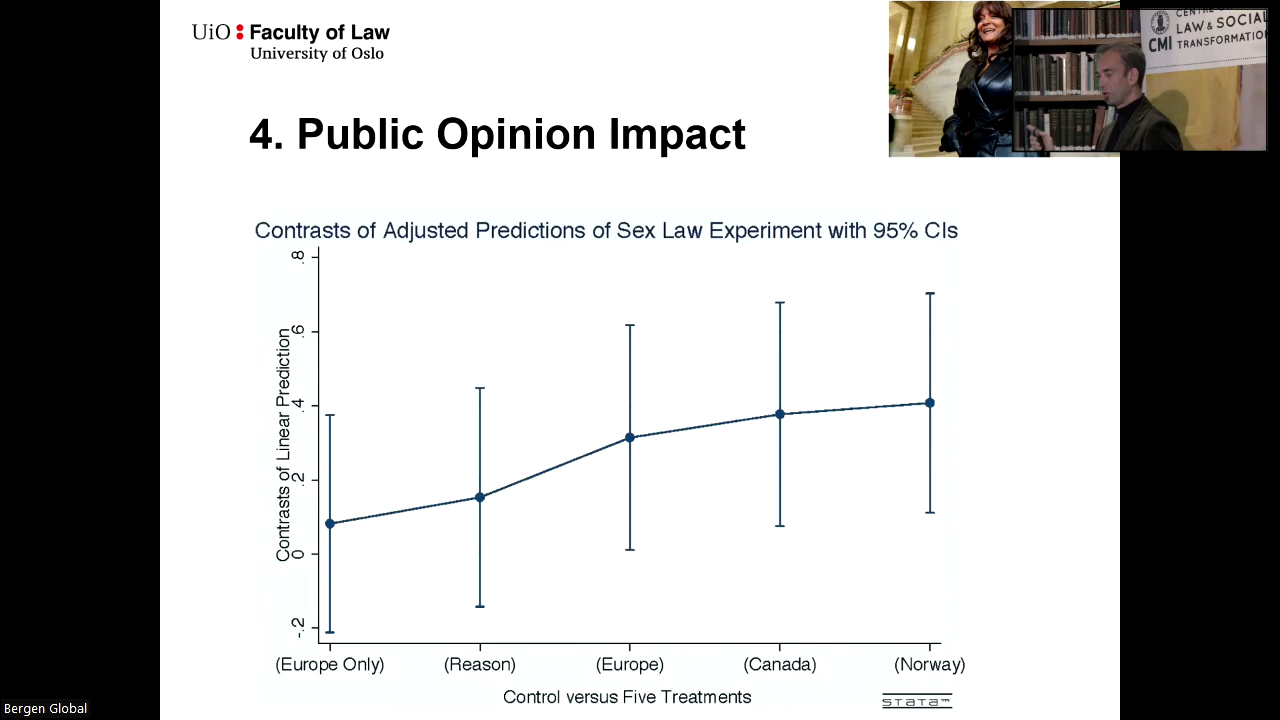 UiO : Faculty of Law
University of Oslo
CENTRE O
LAW & SOCIAL
CMI TRANSFORMATION
4. Public Opinion Impact
Contrasts of Adjusted Predictions of Sex Law Experiment with 95% CIs
Contrasts of Linear Prediction
.8
.6
.4
.2
0
-.2
(Europe Only) (Reason) (Europe) (Canada) (Norway)
Control versus Five Treatments
STATA™
Bergen Global